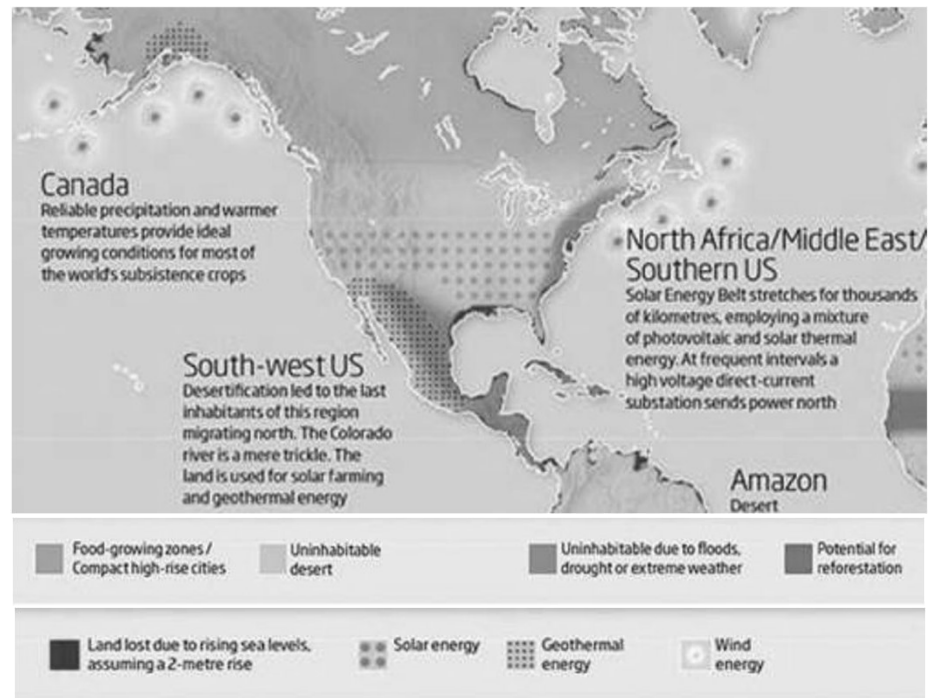 Canada
Reliable precipitation and warmer
temperatures provide ideal
growing conditions for most of
the world's subsistence crops
North Africa/Middle East/
Southern US
Solar Energy Belt stretches for thousands
of kilometres, employing a mixture
of photovoltaic and solar thermal
energy. At frequent intervals a
high voltage direct-current
substation sends power north
South-west US
Desertification led to the last
inhabitants of this region
migrating north. The Colorado
river is a mere trickle. The
land is used for solar farming
and geothermal energy
Amazon
Desert
Food-growing zones /
Compact high-rise cities
Uninhabitable
desert
Uninhabitable due to floods,
drought or extreme weather
Potential for
reforestation
Land lost due to rising sea levels,
assuming a 2-metre rise
Solar energy
Geothermal
energy
Wind
energy